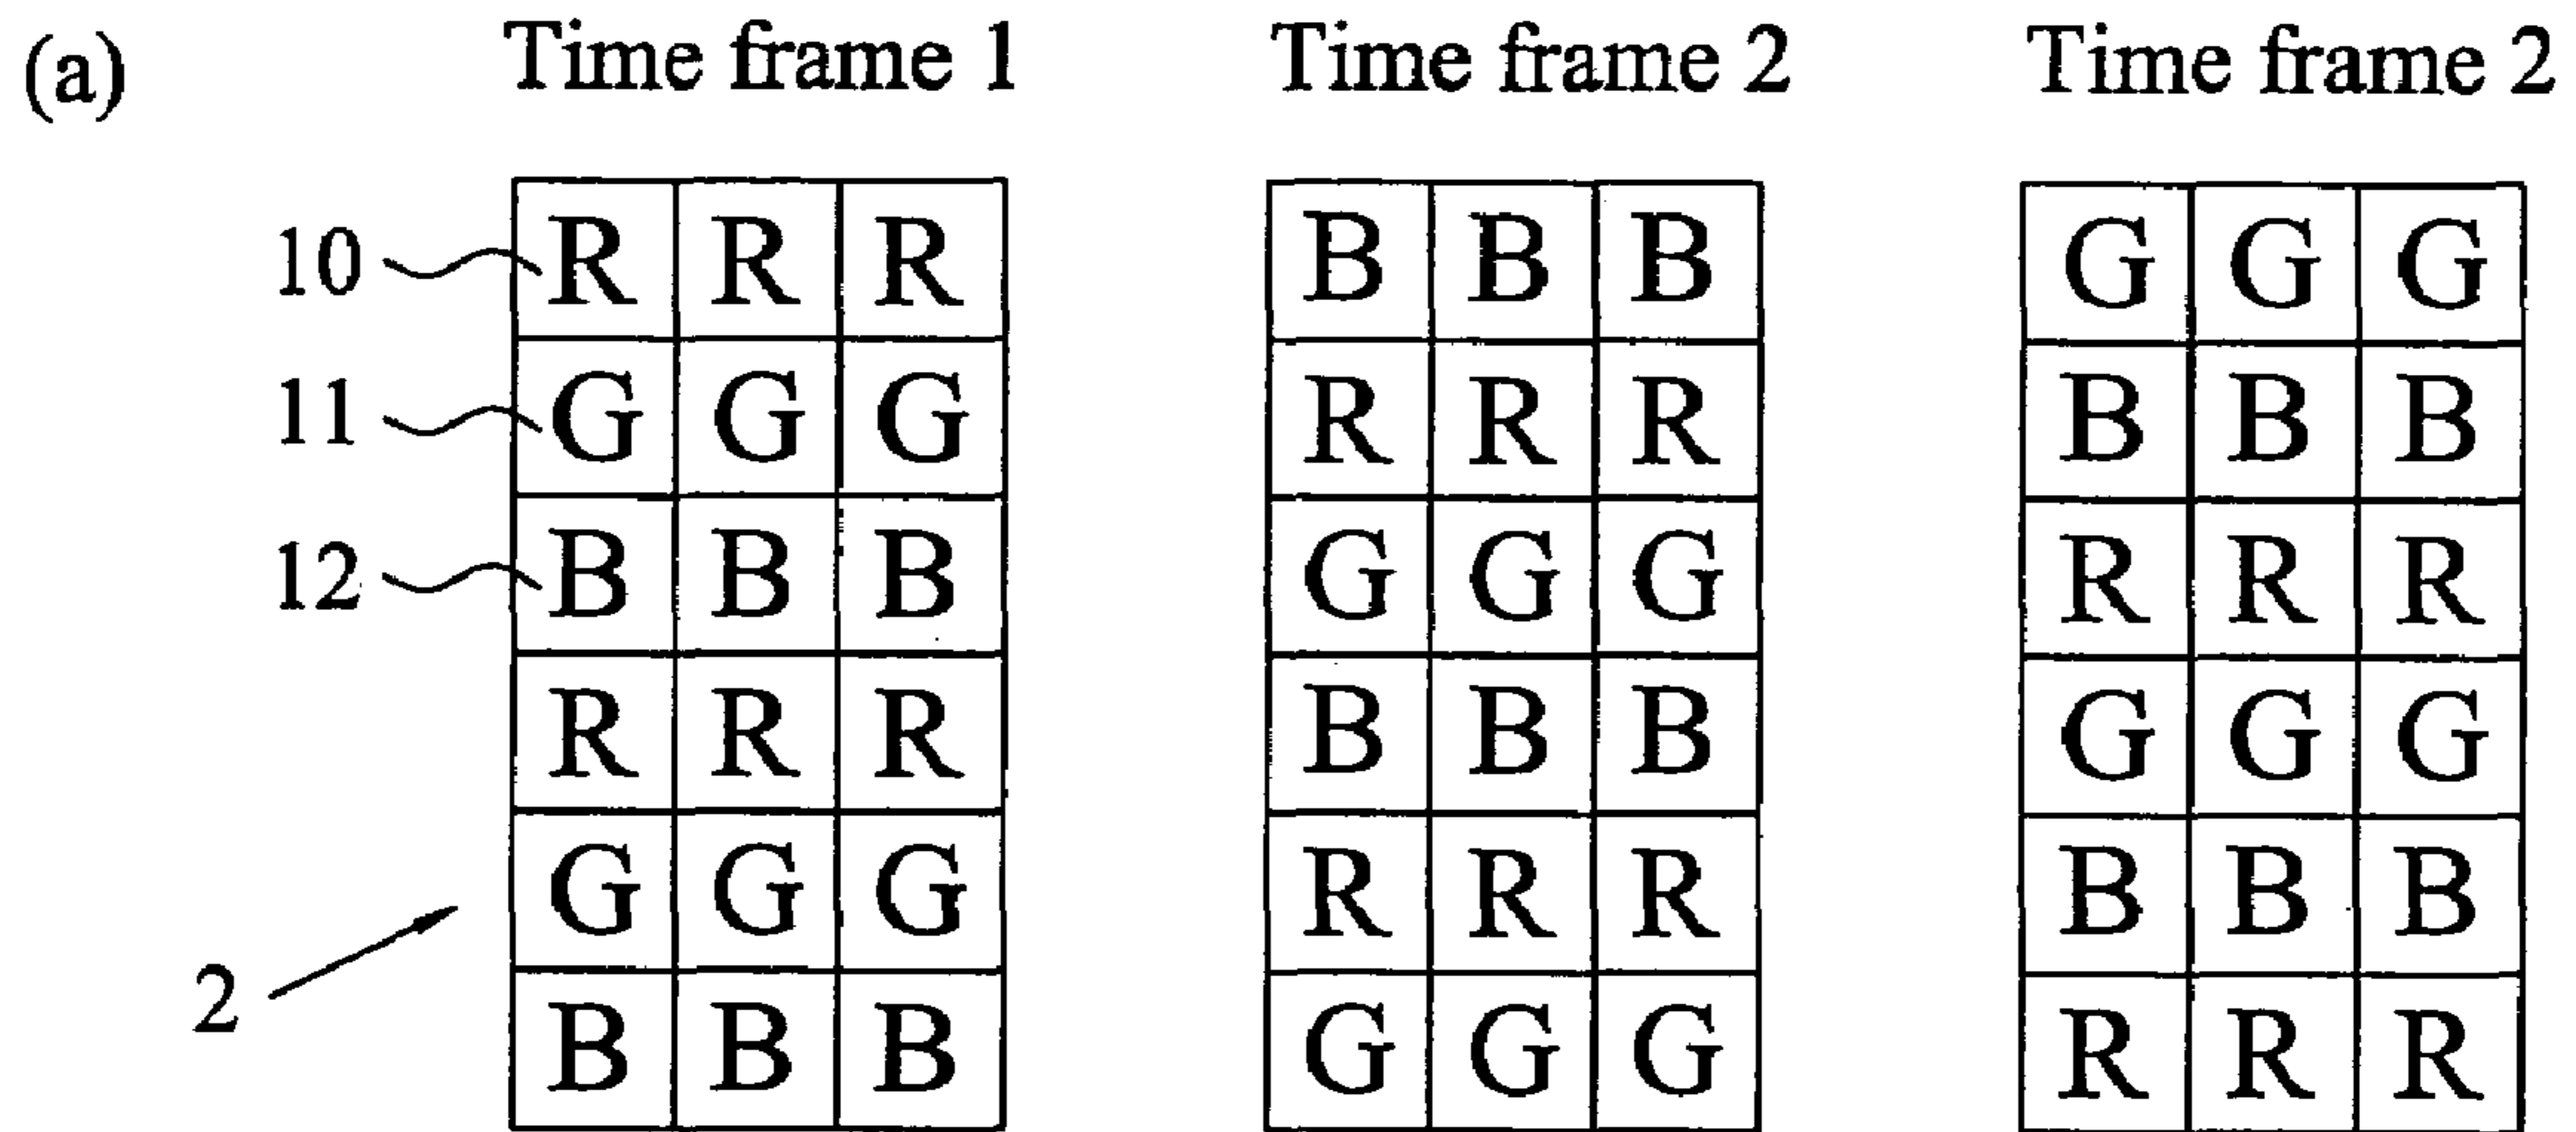 (a) Time frame 1 Time frame 2 Time frame 2
10 R R R B B B G G G
11 G G G R R R B B B
12 B B B G G G R R R
R R R B B B G G G
G G G R R R B B B
2
B B B G G G R R R